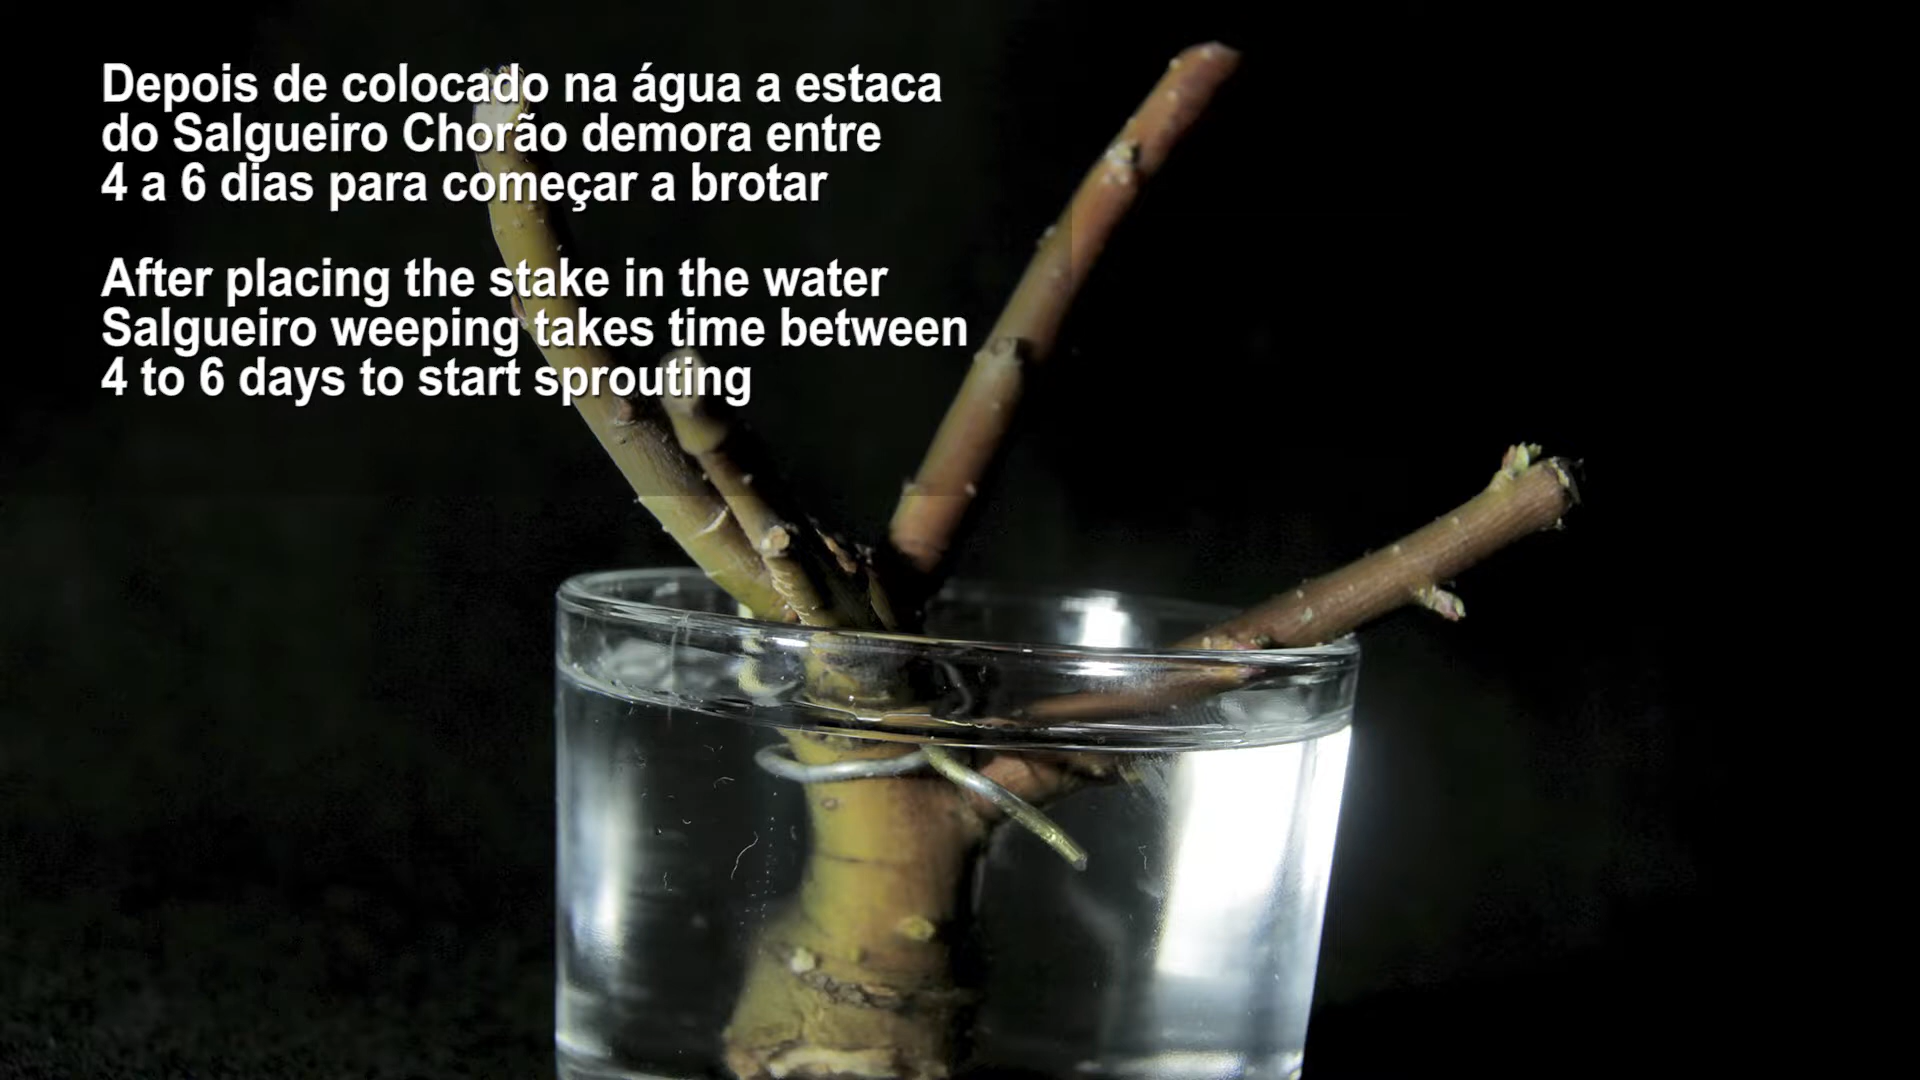 Depois de colocado na água a estaca
do Salgueiro Chorão demora entre
4 a 6 dias para começar a brotar
After placing the stake in the water
Salgueiro weeping takes time between
4 to 6 days to start sprouting